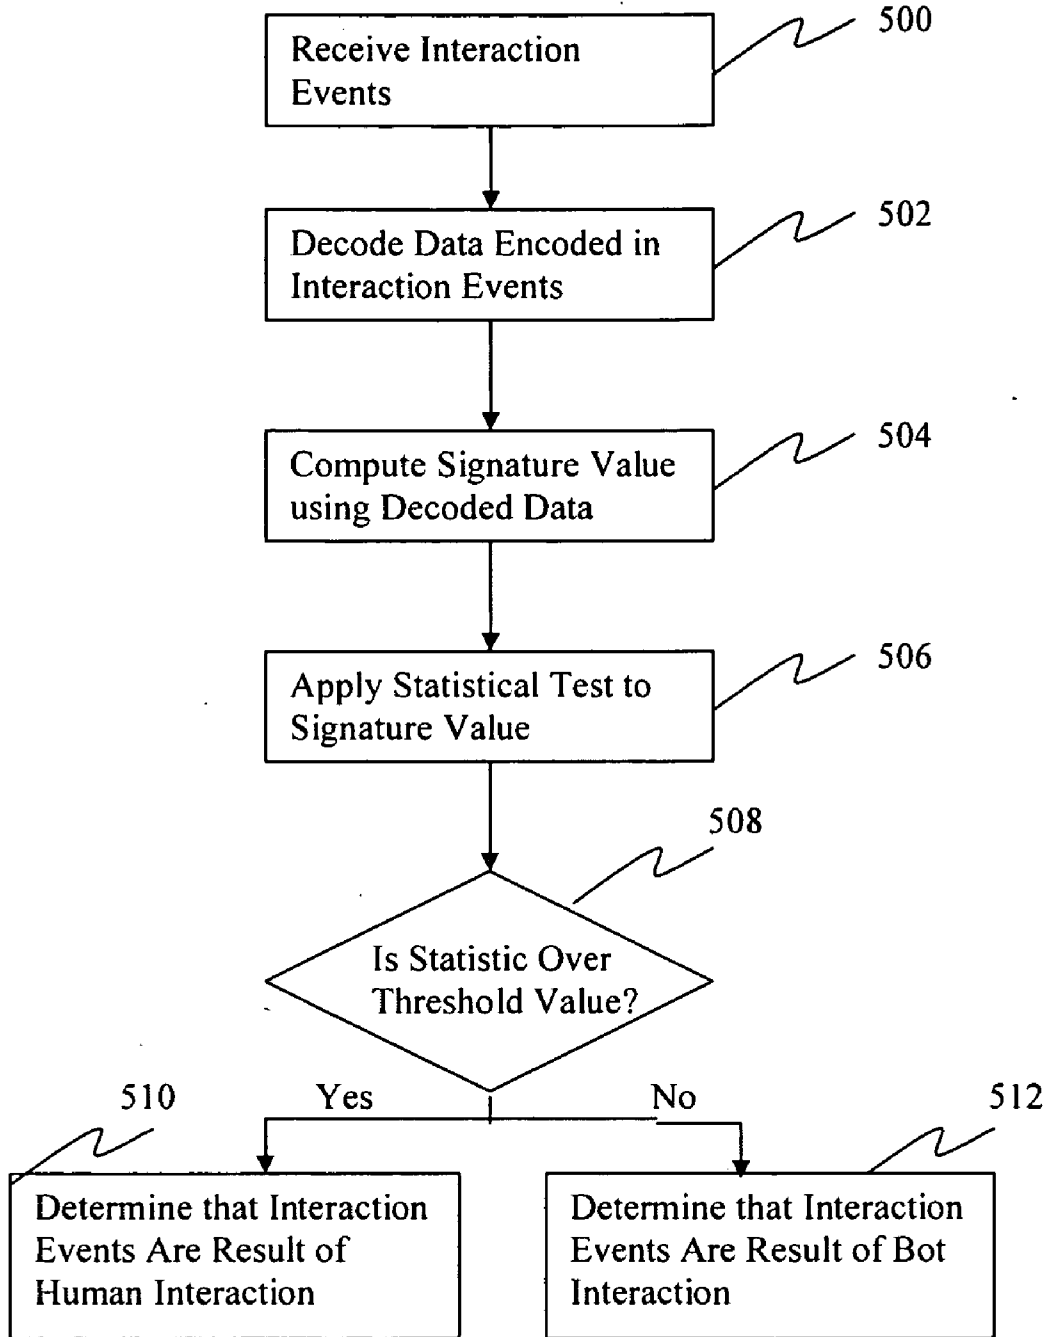 500
Receive Interaction
Events
502
Decode Data Encoded in
Interaction Events
504
Compute Signature Value
using Decoded Data
506
Apply Statistical Test to
Signature Value
508
Is Statistic Over
Threshold Value?
510
Yes
No
512
Determine that Interaction
Events Are Result of
Human Interaction
Determine that Interaction
Events Are Result of Bot
Interaction